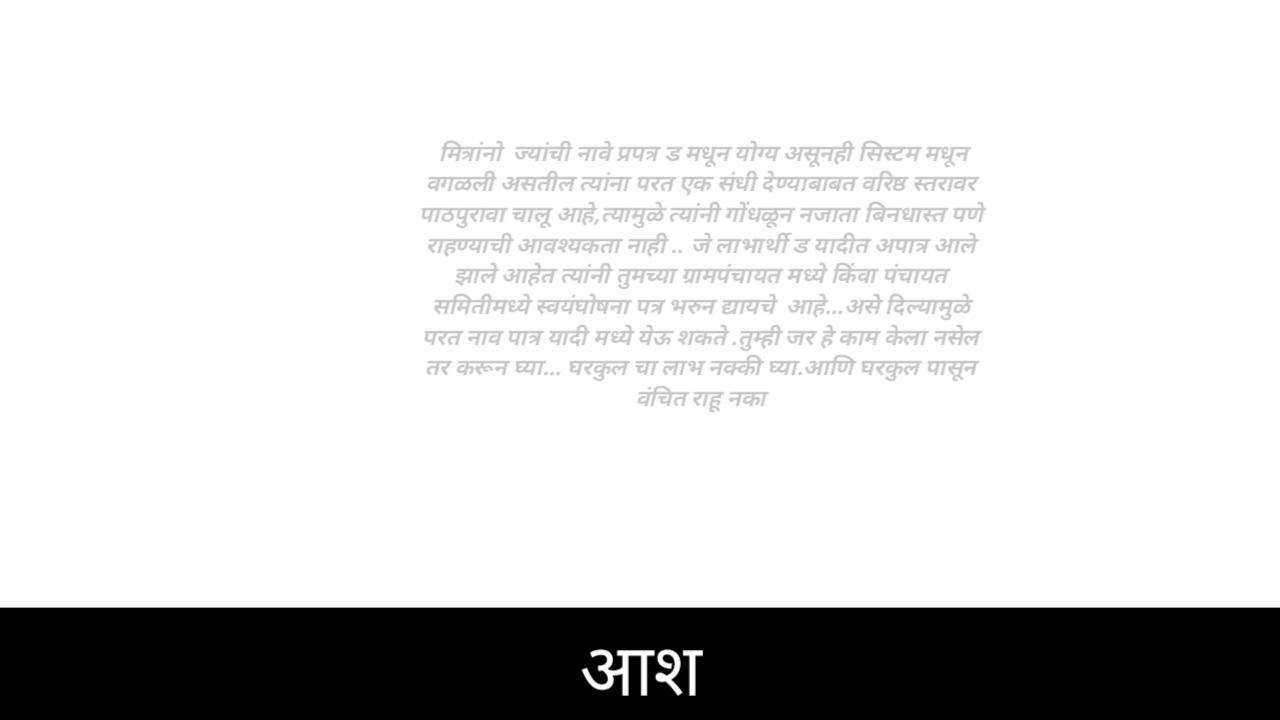 मित्रांनो  ज्यांची नावे प्रपत्र ड मधून योग्य असूनही सिस्टम मधून
वगळली असतील त्यांना परत एक संधी देण्याबाबत वरिष्ठ स्तरावर
पाठपुरावा चालू आहे,त्यामुळे त्यांनी गोंधळून नजाता बिनधास्त पणे
राहण्याची आवश्यकता नाही .. जे लाभार्थी ड यादीत अपात्र आले
झाले आहेत त्यांनी तुमच्या ग्रामपंचायत मध्ये किंवा पंचायत
समितीमध्ये स्वयंघोषना पत्र भरुन द्यायचे  आहे...असे दिल्यामुळे
परत नाव पात्र यादी मध्ये येऊ शकते .तुम्ही जर हे काम केला नसेल
तर करून घ्या... घरकुल चा लाभ नक्की घ्या.आणि घरकुल पासून
वंचित राहू नका
आश